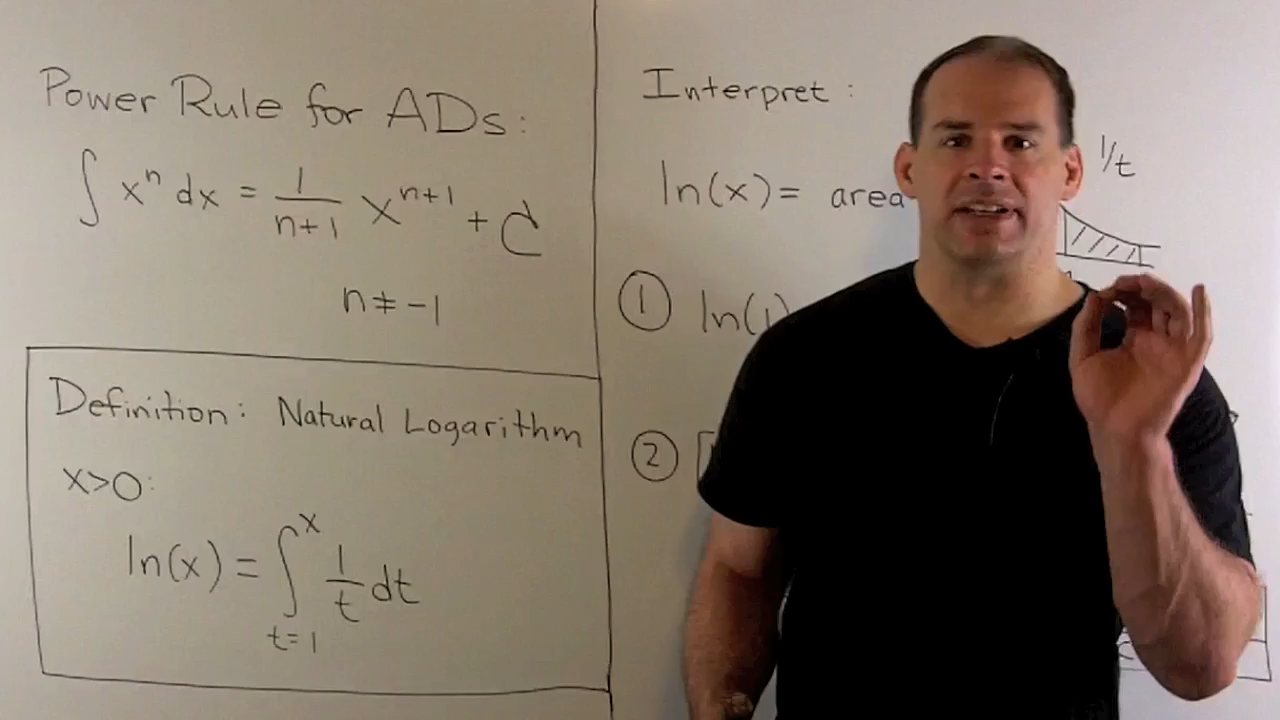 Power Rule for ADs:
∫ xⁿ dx = 1/(n+1) xⁿ⁺¹ + C
n ≠ -1
Definition: Natural Logarithm
x>0:
ln(x) = ∫_{t=1}^{x} 1/t dt
Interpret:
1/t
ln(x) = area
① ln(1)
②